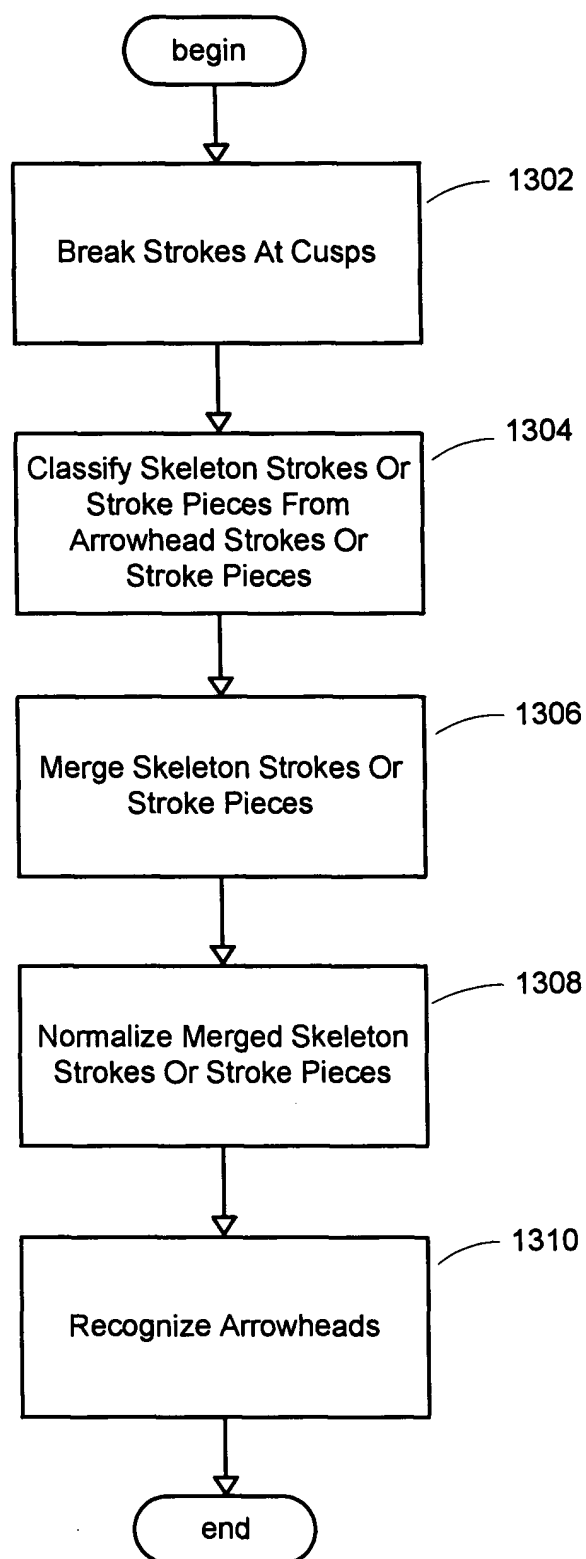 begin
1302
Break Strokes At Cusps
1304
Classify Skeleton Strokes Or
Stroke Pieces From
Arrowhead Strokes Or
Stroke Pieces
1306
Merge Skeleton Strokes Or
Stroke Pieces
1308
Normalize Merged Skeleton
Strokes Or Stroke Pieces
1310
Recognize Arrowheads
end